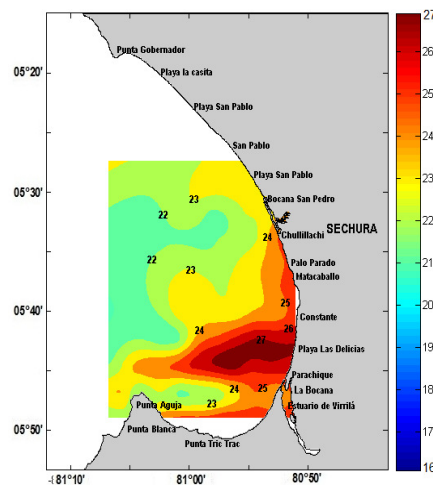 27
Punta Gobernador
26
05°20'
Playa la casita
25
Playa San Pablo
24
San Pablo
23
Playa San Pablo
05°30'
23
Bocana San Pedro
22
22
SECHURA
24
Chullillachi
22
Palo Parado
21
23
Matacaballo
25
20
05°40'
Constante
24
26
27
Playa Las Delicias
19
Parachique
24
25
La Bocana
18
Punta Aguja
23
Estuario de Virrilá
05°50'
Punta Blanca
17
Punta Tric Trac
16
81°10'
81°00'
80°50'